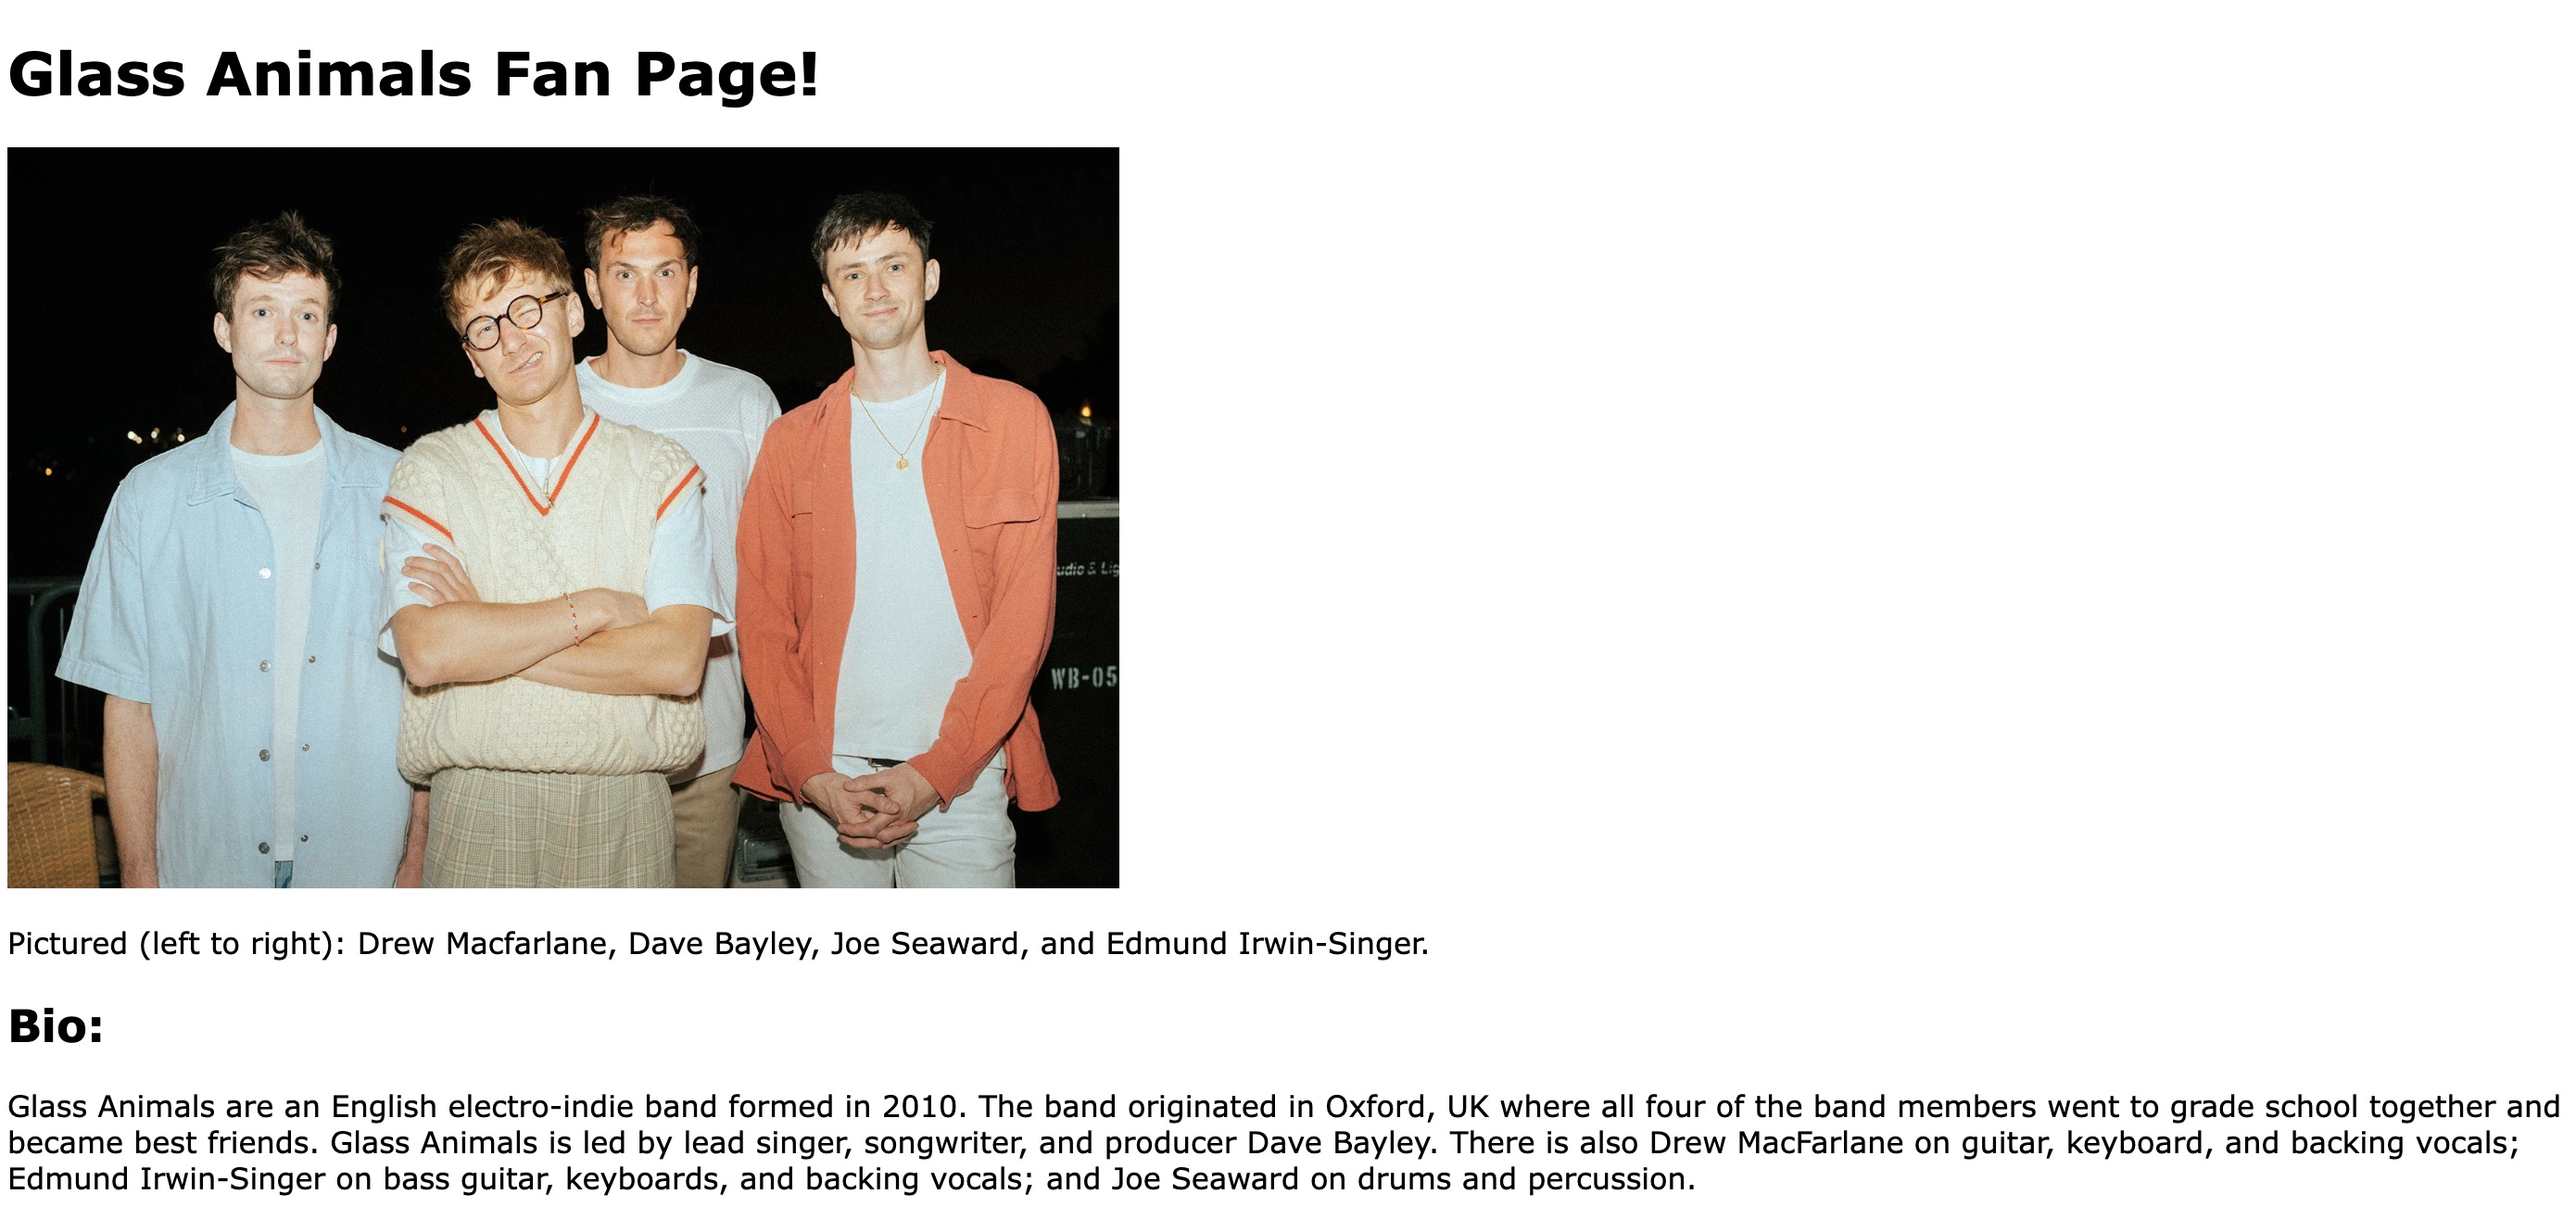 Glass Animals Fan Page!
WB-05
Pictured (left to right): Drew Macfarlane, Dave Bayley, Joe Seaward, and Edmund Irwin-Singer.
Bio:
Glass Animals are an English electro-indie band formed in 2010. The band originated in Oxford, UK where all four of the band members went to grade school together and
became best friends. Glass Animals is led by lead singer, songwriter, and producer Dave Bayley. There is also Drew MacFarlane on guitar, keyboard, and backing vocals;
Edmund Irwin-Singer on bass guitar, keyboards, and backing vocals; and Joe Seaward on drums and percussion.